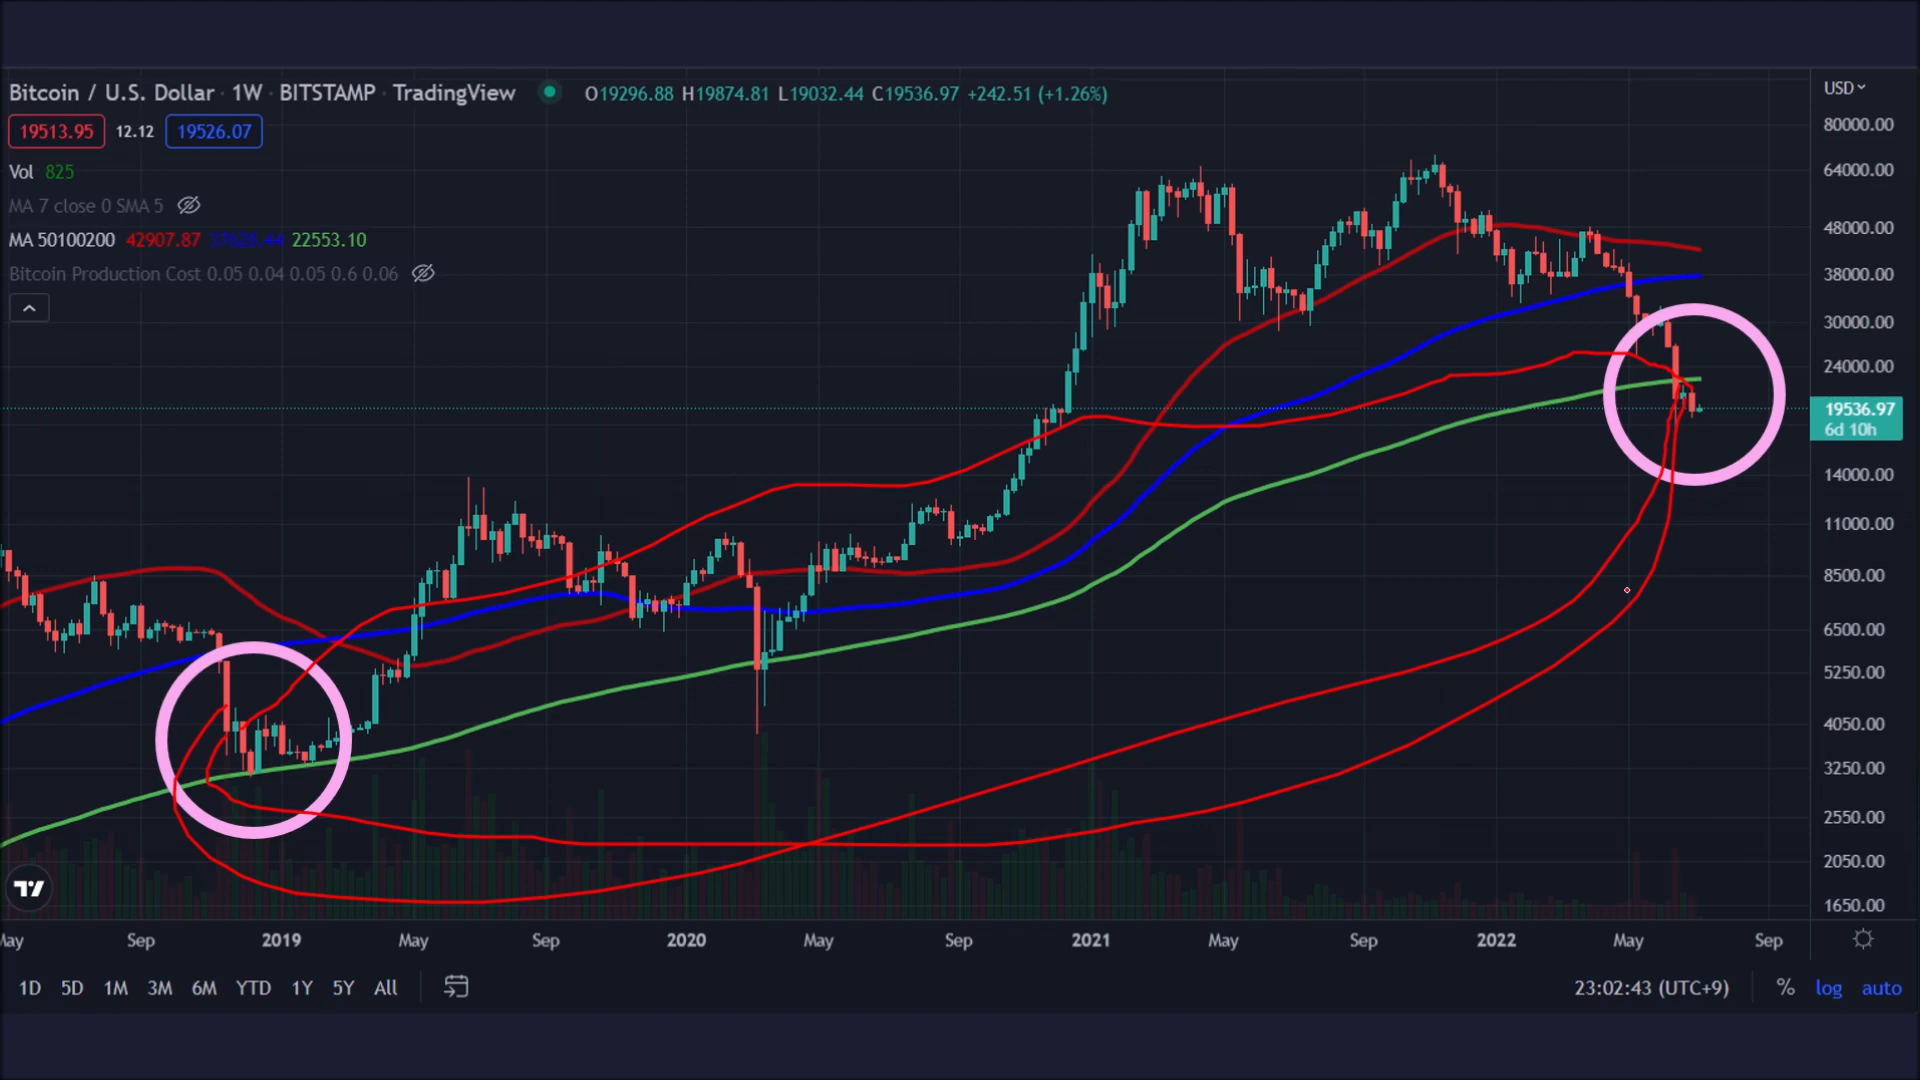 Bitcoin / U.S. Dollar · 1W · BITSTAMP · TradingView O19296.88 H19874.81 L19032.44 C19536.97 +242.51 (+1.26%)
USD
19513.95 12.12 19526.07
Vol 825
MA 7 close 0 SMA 5
MA 50100200 42907.87 37628.44 22553.10
Bitcoin Production Cost 0.05 0.04 0.05 0.6 0.06
80000.00
64000.00
48000.00
38000.00
30000.00
24000.00
19536.97
6d 10h
14000.00
11000.00
8500.00
6500.00
5250.00
4050.00
3250.00
2550.00
2050.00
1650.00
May Sep 2019 May Sep 2020 May Sep 2021 May Sep 2022 May Sep
1D 5D 1M 3M 6M YTD 1Y 5Y All 23:02:43 (UTC+9) % log auto